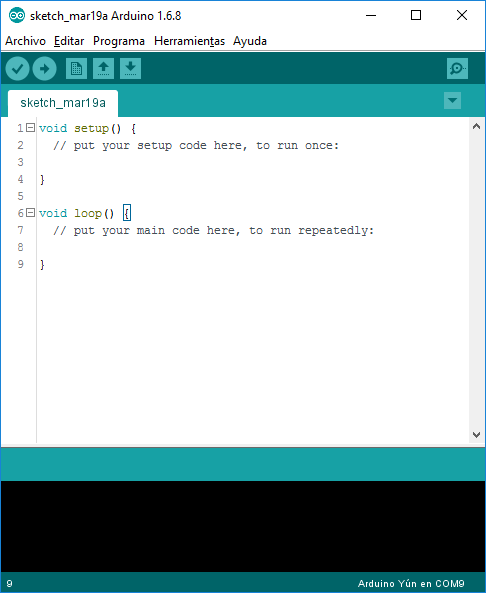 sketch_mar19a Arduino 1.6.8
Archivo Editar Programa Herramientas Ayuda
sketch_mar19a
1 void setup() {
2   // put your setup code here, to run once:
3
4 }
5
6 void loop() {
7   // put your main code here, to run repeatedly:
8
9 }
9 Arduino Yún en COM9